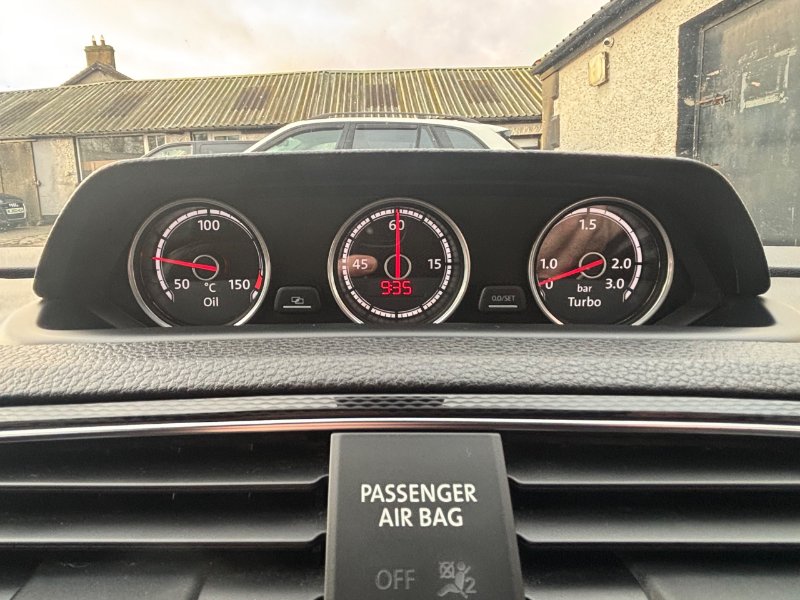 100
50
°C
150
Oil
60
45
15
9:35
0.0/SET
1.5
1.0
2.0
0
bar
3.0
Turbo
PASSENGER
AIR BAG
OFF
2